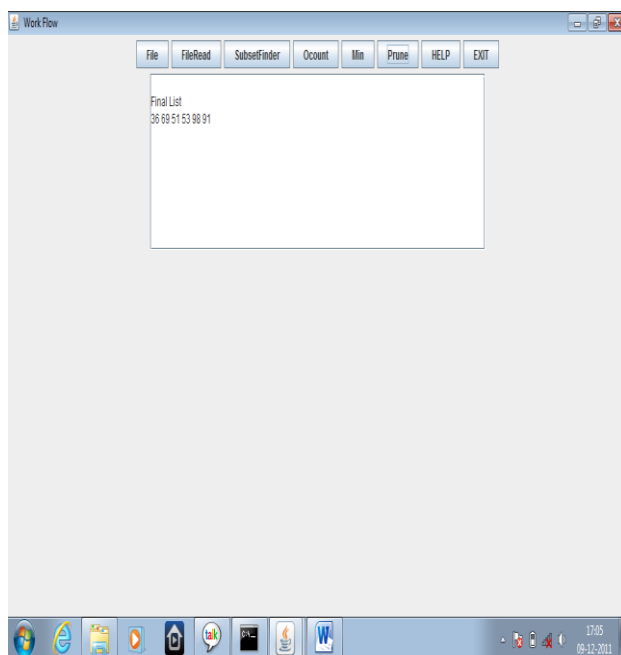 Work Flow
File FileRead SubsetFinder Ocount Min Prune HELP EXIT
Final List
36 69 51 53 98 91
talk
C:\_
W
17:05
09-12-2011